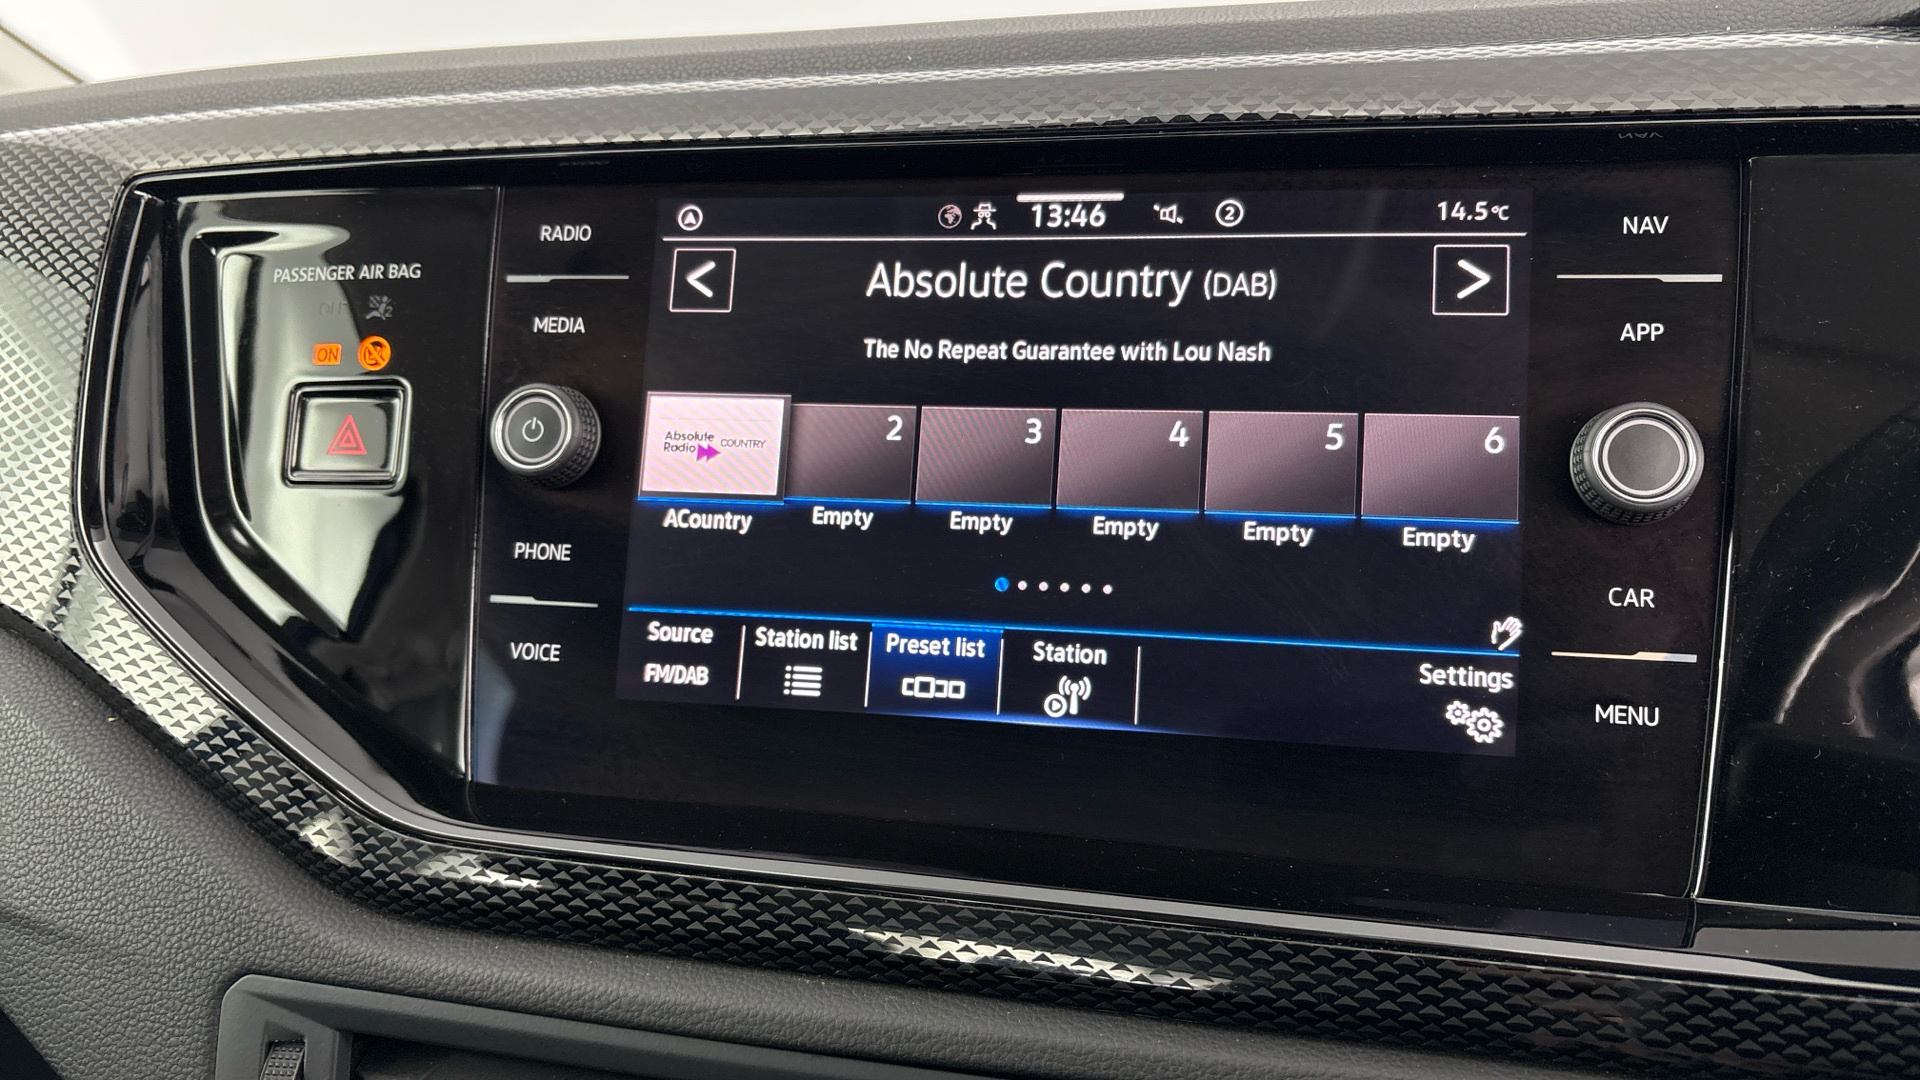 PASSENGER AIR BAG
ON
RADIO
MEDIA
PHONE
VOICE
13:46
2
14.5°C
Absolute Country (DAB)
The No Repeat Guarantee with Lou Nash
Absolute
Radio COUNTRY
2
3
4
5
6
ACountry
Empty
Empty
Empty
Empty
Empty
Source
FM/DAB
Station list
Preset list
Station
Settings
NAV
APP
CAR
MENU